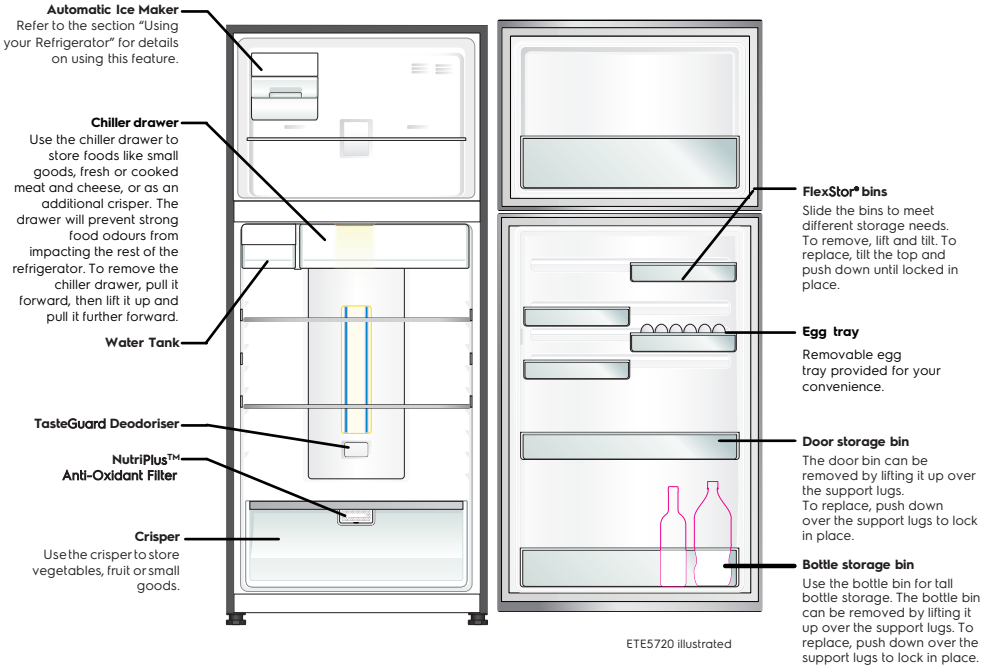 Automatic Ice Maker
Refer to the section “Using
your Refrigerator” for details
on using this feature.
Chiller drawer
Use the chiller drawer to
store foods like small
goods, fresh or cooked
meat and cheese, or as an
additional crisper. The
drawer will prevent strong
food odours from
impacting the rest of the
refrigerator. To remove the
chiller drawer, pull it
forward, then lift it up and
pull it further forward.
Water Tank
TasteGuard Deodoriser
NutriPlus™
Anti-Oxidant Filter
Crisper
Use the crisper to store
vegetables, fruit or small
goods.
FlexStor® bins
Slide the bins to meet
different storage needs.
To remove, lift and tilt. To
replace, tilt the top and
push down until locked in
place.
Egg tray
Removable egg
tray provided for your
convenience.
Door storage bin
The door bin can be
removed by lifting it up over
the support lugs.
To replace, push down
over the support lugs to lock
in place.
Bottle storage bin
Use the bottle bin for tall
bottle storage. The bottle bin
can be removed by lifting it
up over the support lugs. To
replace, push down over the
support lugs to lock in place.
ETE5720 illustrated